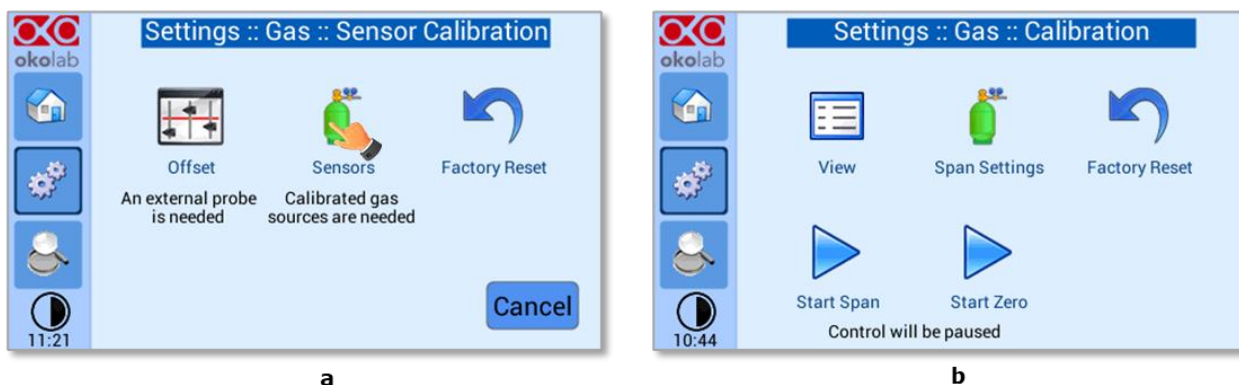 Settings :: Gas :: Sensor Calibration
okolab
Offset
Sensors
Factory Reset
An external probe
is needed
Calibrated gas
sources are needed
Cancel
11:21
a
Settings :: Gas :: Calibration
okolab
View
Span Settings
Factory Reset
Start Span
Start Zero
Control will be paused
10:44
b